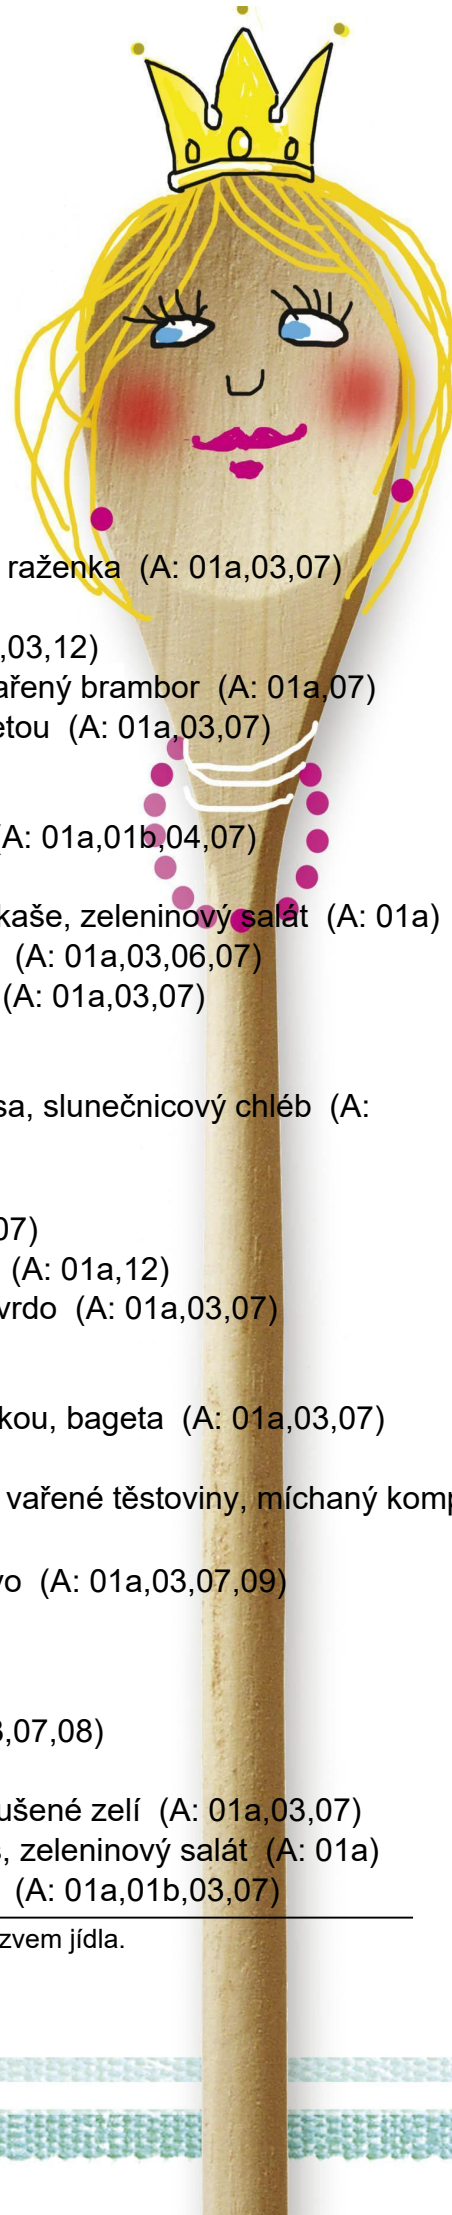 raženka (A: 01a,03,07)
,03,12)
ařený brambor (A: 01a,07)
etou (A: 01a,03,07)
(A: 01a,01b,04,07)
kaše, zeleninový salát (A: 01a)
(A: 01a,03,06,07)
(A: 01a,03,07)
sa, slunečnicový chléb (A:
07)
(A: 01a,12)
vrdo (A: 01a,03,07)
kou, bageta (A: 01a,03,07)
vařené těstoviny, míchaný komp
vo (A: 01a,03,07,09)
3,07,08)
ušené zelí (A: 01a,03,07)
s, zeleninový salát (A: 01a)
(A: 01a,01b,03,07)
zvem jídla.